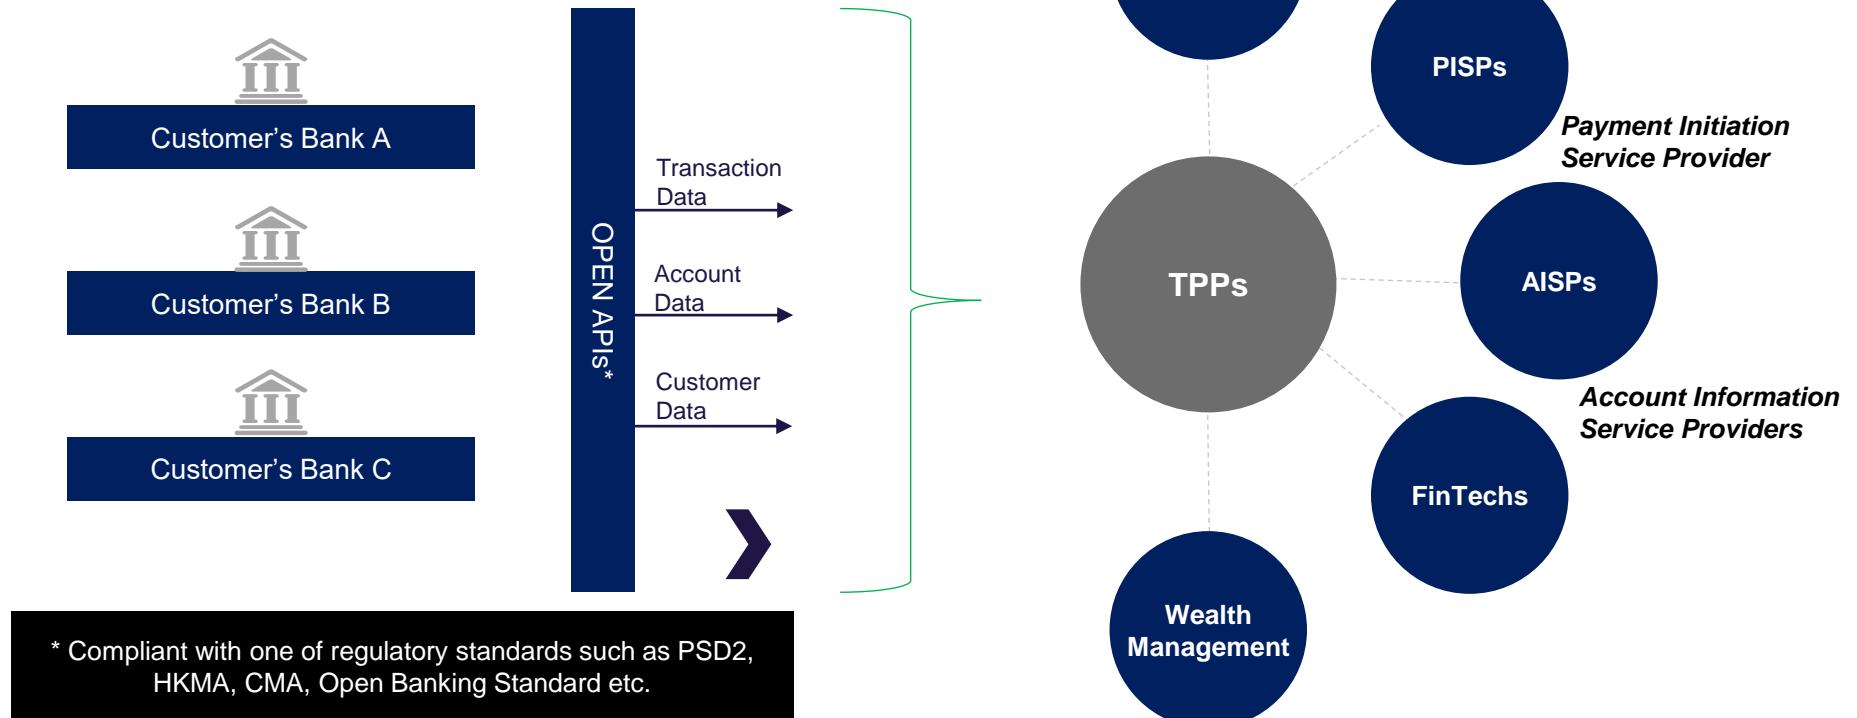 Customer’s Bank A
Customer’s Bank B
Customer’s Bank C
OPEN APIs*
Transaction
Data
Account
Data
Customer
Data
* Compliant with one of regulatory standards such as PSD2,
HKMA, CMA, Open Banking Standard etc.
TPPs
PISPs
Payment Initiation
Service Provider
AISPs
Account Information
Service Providers
FinTechs
Wealth
Management